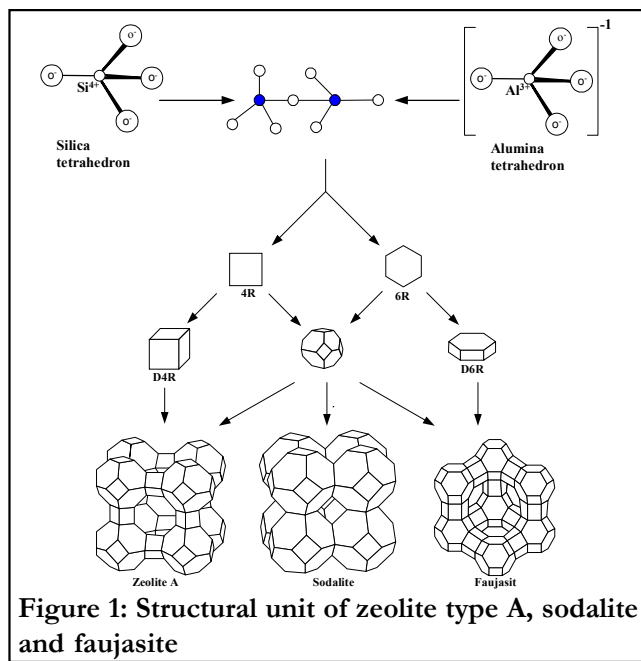 -1
O- O-
O- Si4+ O- O- Al3+ O-
O- O-
Silica
tetrahedron
Alumina
tetrahedron
4R 6R
D4R D6R
Zeolite A Sodalite Faujasit
Figure 1: Structural unit of zeolite type A, sodalite
and faujasite